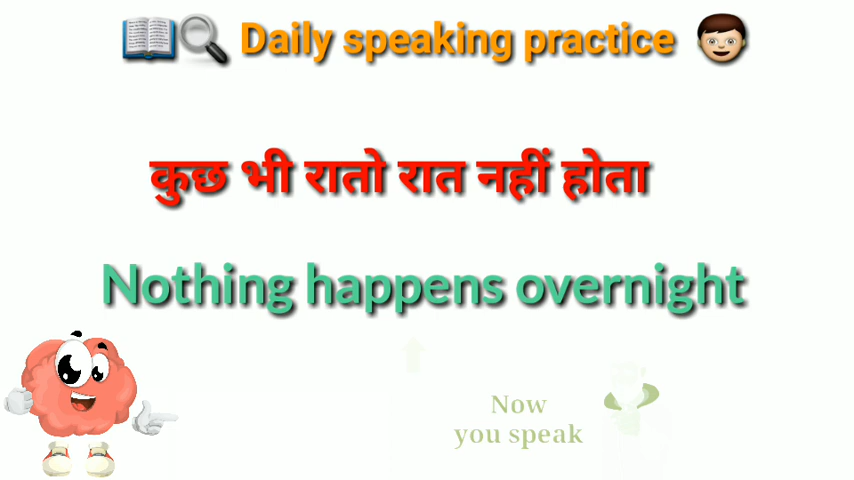 Daily speaking practice
कुछ भी रातो रात नहीं होता
Nothing happens overnight
Now
you speak